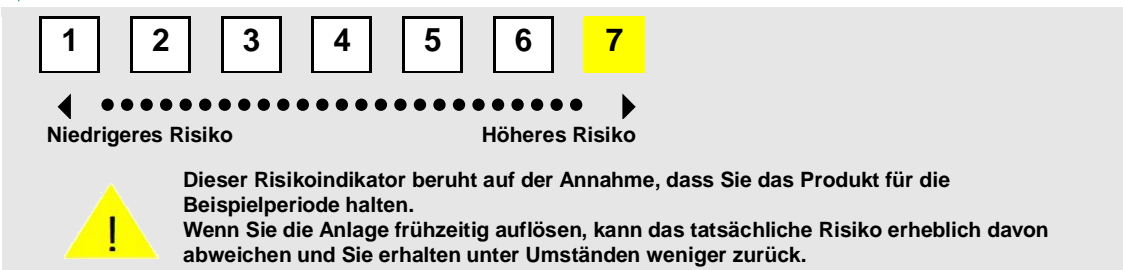 1 2 3 4 5 6 7
Niedrigeres Risiko Höheres Risiko
Dieser Risikoindikator beruht auf der Annahme, dass Sie das Produkt für die
Beispielperiode halten.
Wenn Sie die Anlage frühzeitig auflösen, kann das tatsächliche Risiko erheblich davon
abweichen und Sie erhalten unter Umständen weniger zurück.
!